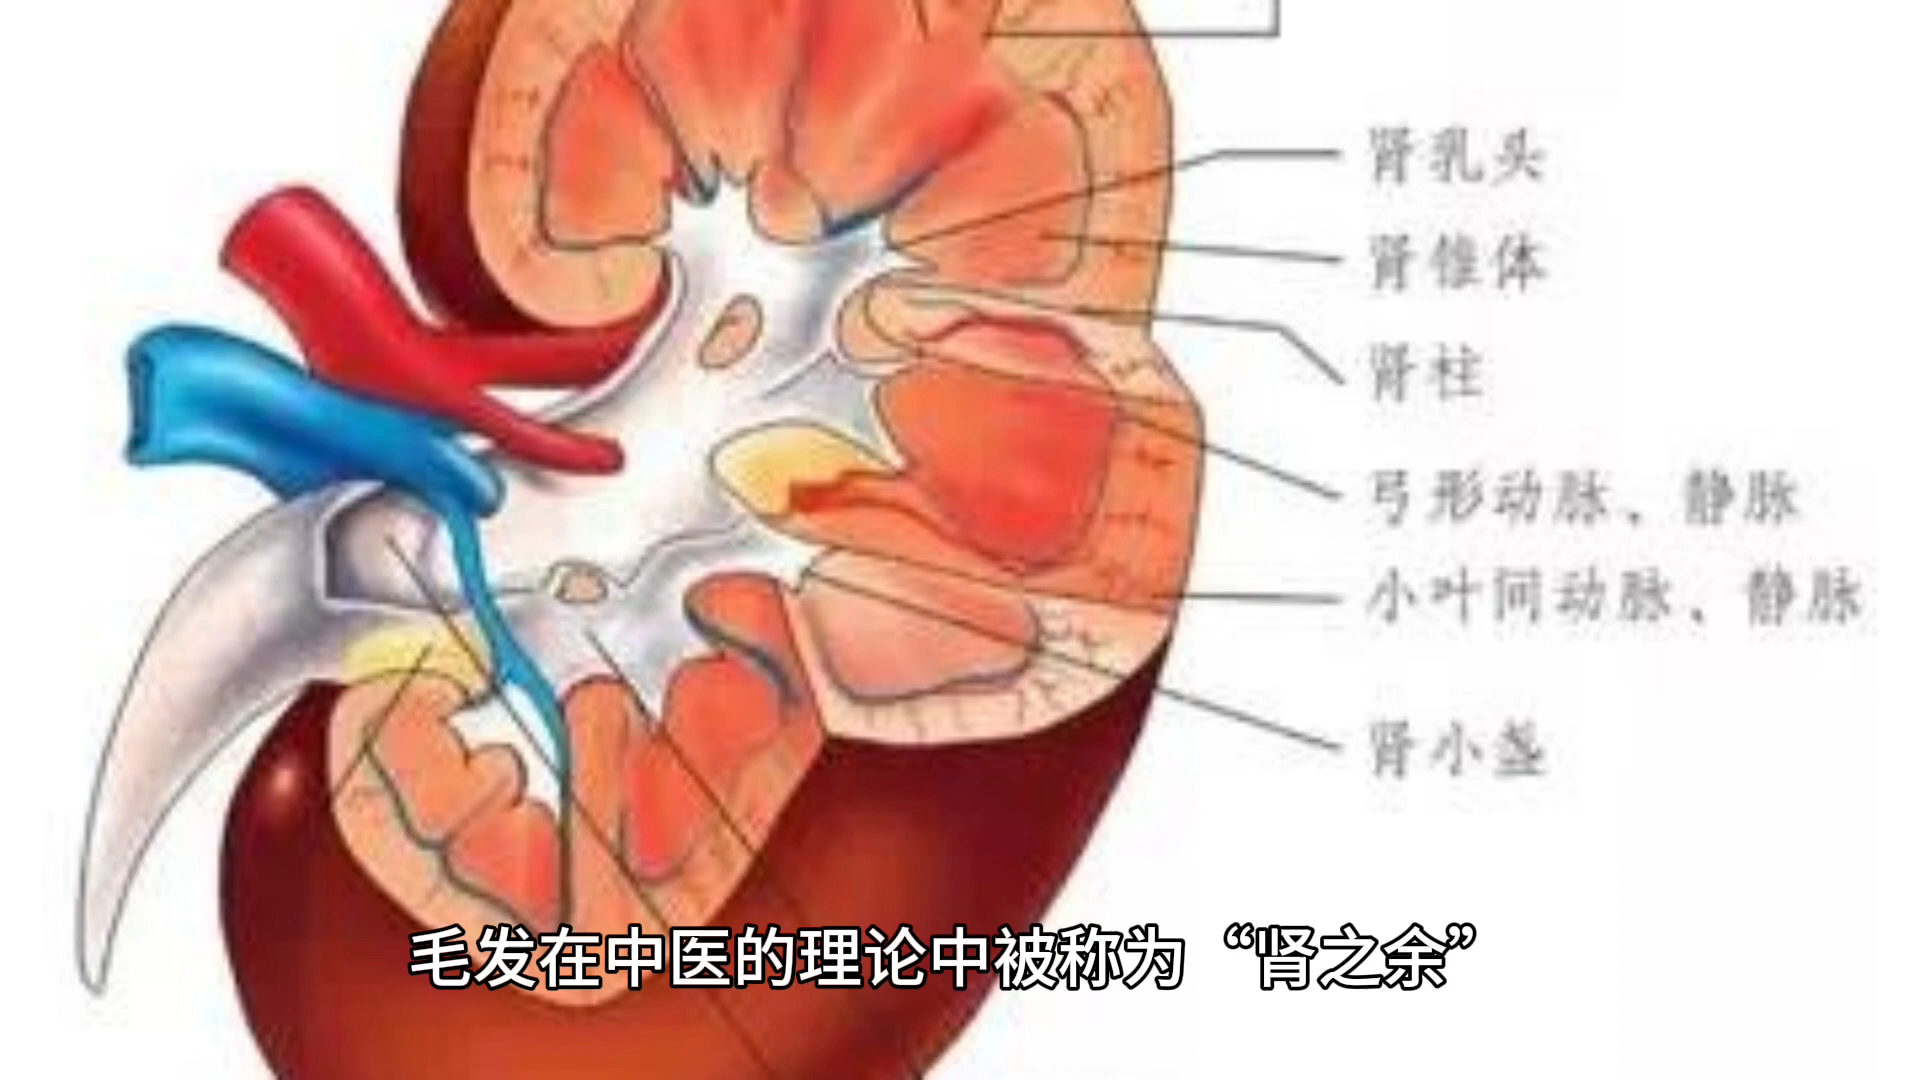 肾乳头
肾锥体
肾柱
弓形动脉、静脉
小叶间动脉、静脉
肾小盏
毛发在中医的理论中被称为“肾之余”